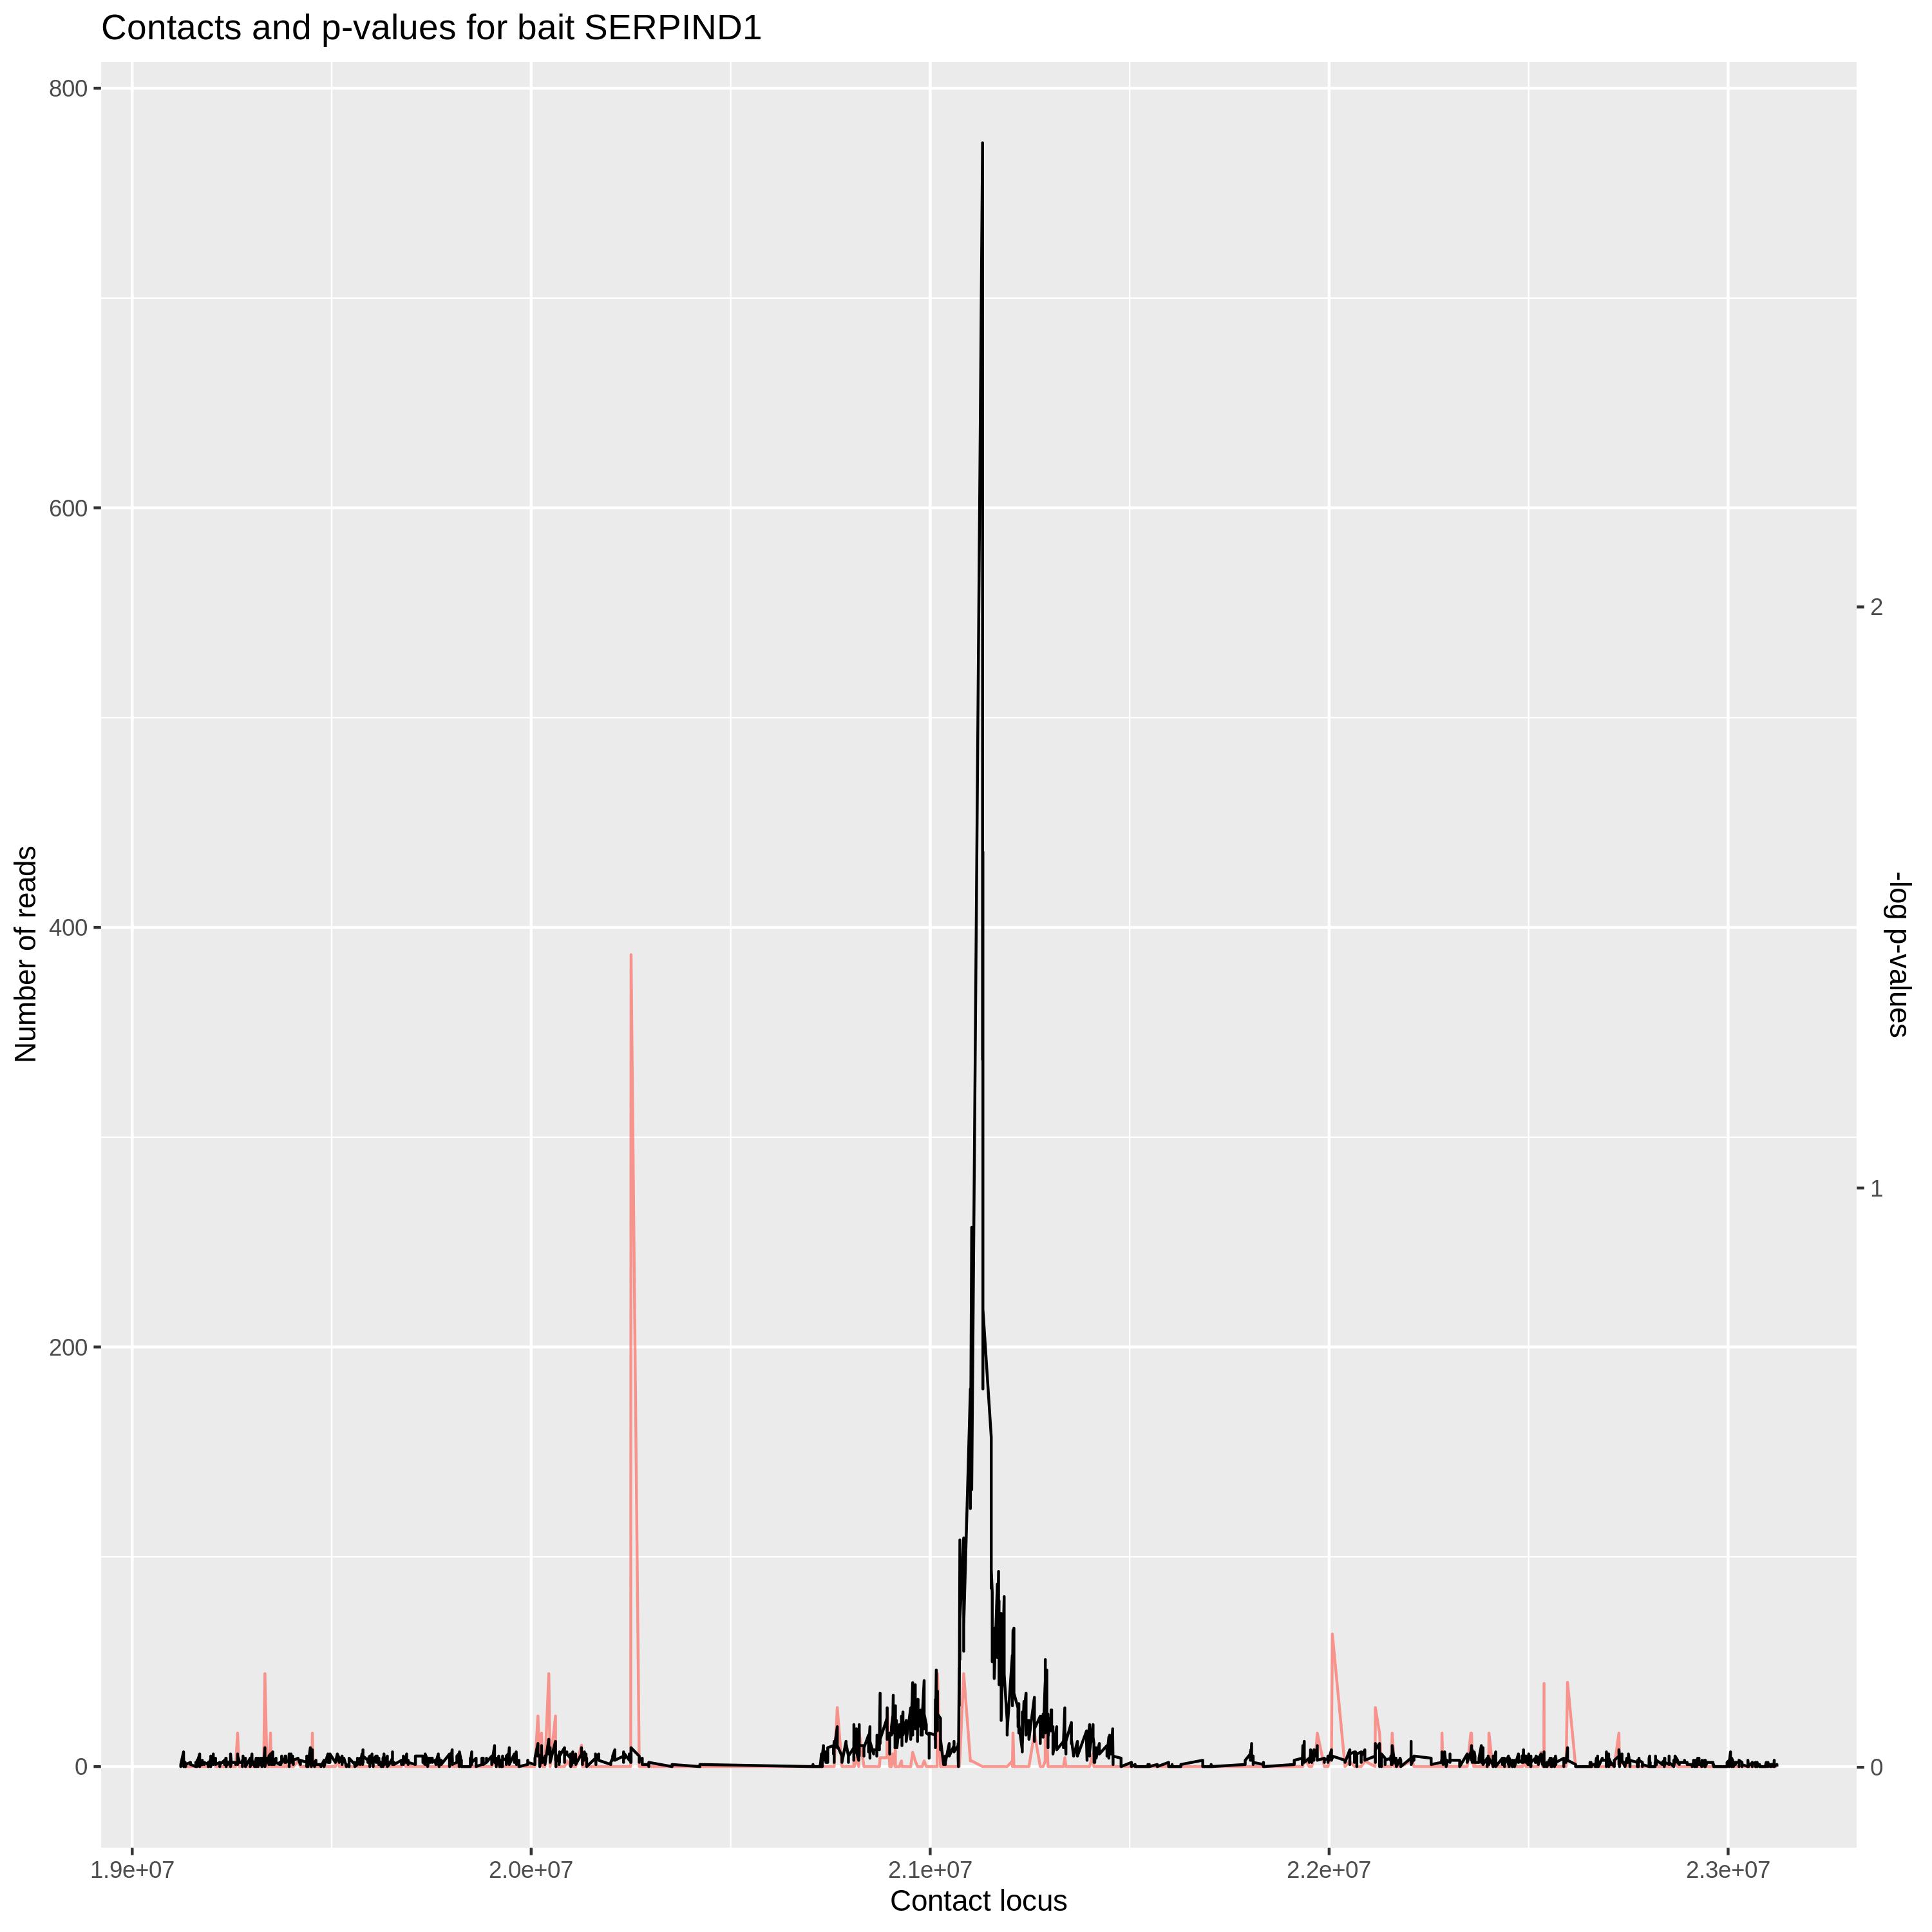 Contacts and p-values for bait SERPIND1
800
600
400
200
0
Number of reads
2
1
0
-log p-values
1.9e+07 2.0e+07 2.1e+07 2.2e+07 2.3e+07
Contact locus